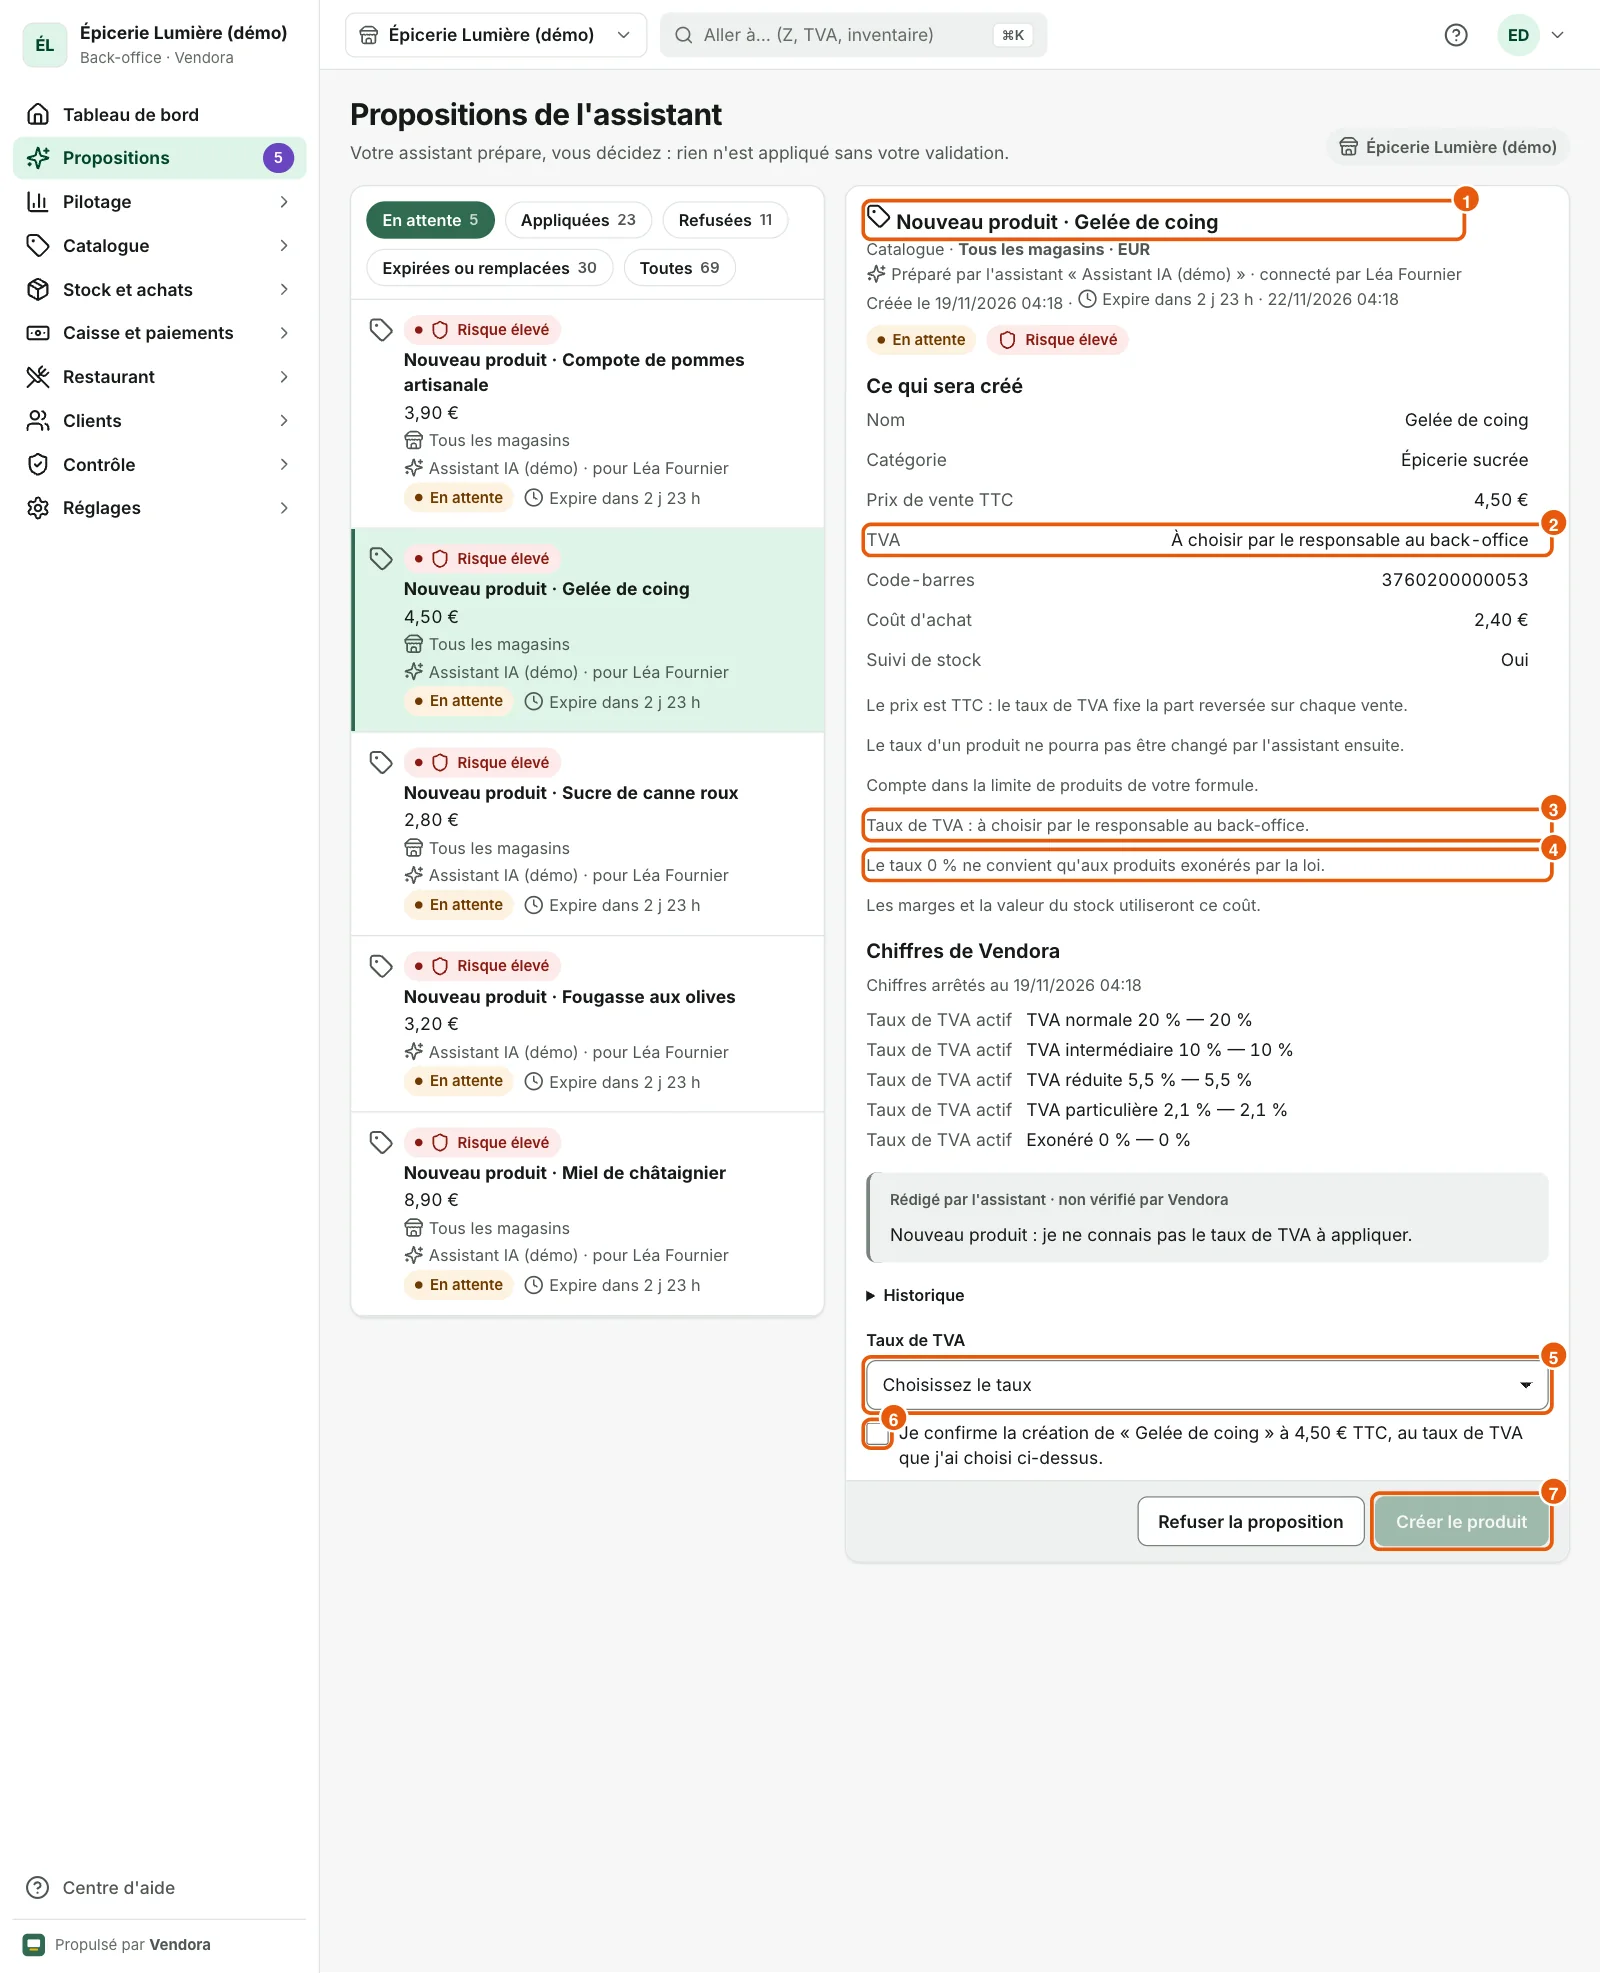 ÉL
Épicerie Lumière (démo)
Back-office · Vendora
Tableau de bord
Propositions 5
Pilotage
Catalogue
Stock et achats
Caisse et paiements
Restaurant
Clients
Contrôle
Réglages
Centre d'aide
Propulsé par Vendora
Épicerie Lumière (démo)
Aller à... (Z, TVA, inventaire) ⌘K
ED
Propositions de l'assistant
Votre assistant prépare, vous décidez : rien n'est appliqué sans votre validation.
Épicerie Lumière (démo)
En attente 5
Appliquées 23
Refusées 11
Expirées ou remplacées 30
Toutes 69
Risque élevé
Nouveau produit · Compote de pommes
artisanale
3,90 €
Tous les magasins
Assistant IA (démo) · pour Léa Fournier
En attente Expire dans 2 j 23 h
Risque élevé
Nouveau produit · Gelée de coing
4,50 €
Tous les magasins
Assistant IA (démo) · pour Léa Fournier
En attente Expire dans 2 j 23 h
Risque élevé
Nouveau produit · Sucre de canne roux
2,80 €
Tous les magasins
Assistant IA (démo) · pour Léa Fournier
En attente Expire dans 2 j 23 h
Risque élevé
Nouveau produit · Fougasse aux olives
3,20 €
Assistant IA (démo) · pour Léa Fournier
En attente Expire dans 2 j 23 h
Risque élevé
Nouveau produit · Miel de châtaignier
8,90 €
Tous les magasins
Assistant IA (démo) · pour Léa Fournier
En attente Expire dans 2 j 23 h
1
Nouveau produit · Gelée de coing
Catalogue · Tous les magasins · EUR
Préparé par l'assistant « Assistant IA (démo) » · connecté par Léa Fournier
Créée le 19/11/2026 04:18 · Expire dans 2 j 23 h · 22/11/2026 04:18
En attente Risque élevé
Ce qui sera créé
Nom Gelée de coing
Catégorie Épicerie sucrée
Prix de vente TTC 4,50 €
2
TVA À choisir par le responsable au back-office
Code-barres 3760200000053
Coût d'achat 2,40 €
Suivi de stock Oui
Le prix est TTC : le taux de TVA fixe la part reversée sur chaque vente.
Le taux d'un produit ne pourra pas être changé par l'assistant ensuite.
Compte dans la limite de produits de votre formule.
3
Taux de TVA : à choisir par le responsable au back-office.
4
Le taux 0 % ne convient qu'aux produits exonérés par la loi.
Les marges et la valeur du stock utiliseront ce coût.
Chiffres de Vendora
Chiffres arrêtés au 19/11/2026 04:18
Taux de TVA actif TVA normale 20 % — 20 %
Taux de TVA actif TVA intermédiaire 10 % — 10 %
Taux de TVA actif TVA réduite 5,5 % — 5,5 %
Taux de TVA actif TVA particulière 2,1 % — 2,1 %
Taux de TVA actif Exonéré 0 % — 0 %
Rédigé par l'assistant · non vérifié par Vendora
Nouveau produit : je ne connais pas le taux de TVA à appliquer.
Historique
Taux de TVA
5
Choisissez le taux
6
Je confirme la création de « Gelée de coing » à 4,50 € TTC, au taux de TVA
que j'ai choisi ci-dessus.
7
Refuser la proposition
Créer le produit